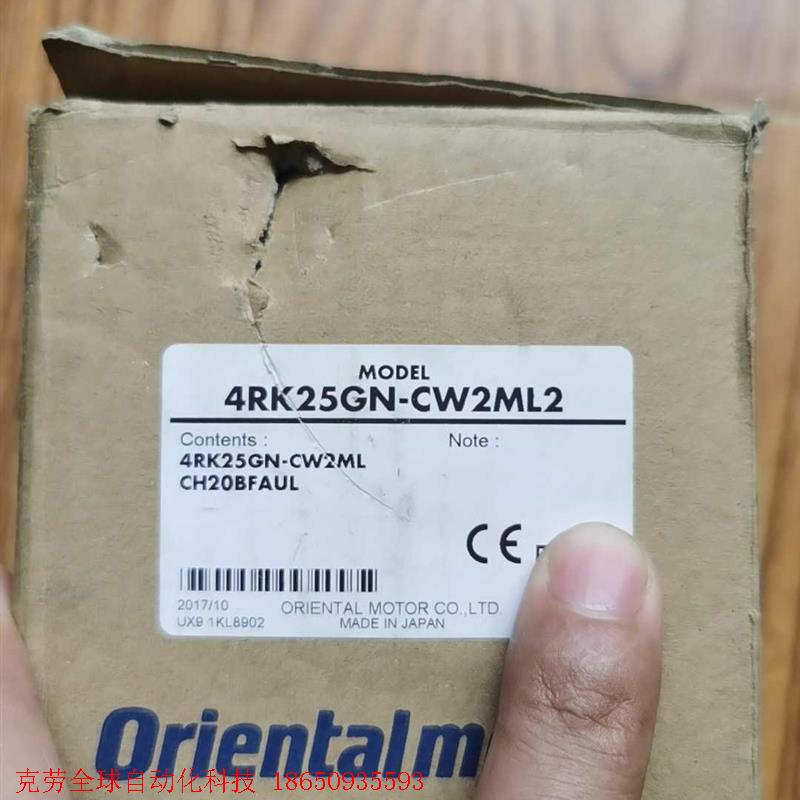 MODEL
4RK25GN-CW2ML2
Contents : Note :
4RK25GN-CW2ML
CH20BFAUL
CE
2017/10 ORIENTAL MOTOR CO.,LTD.
UX9 1KL8902 MADE IN JAPAN
Orientalm
克劳全球自动化科技 18650935593